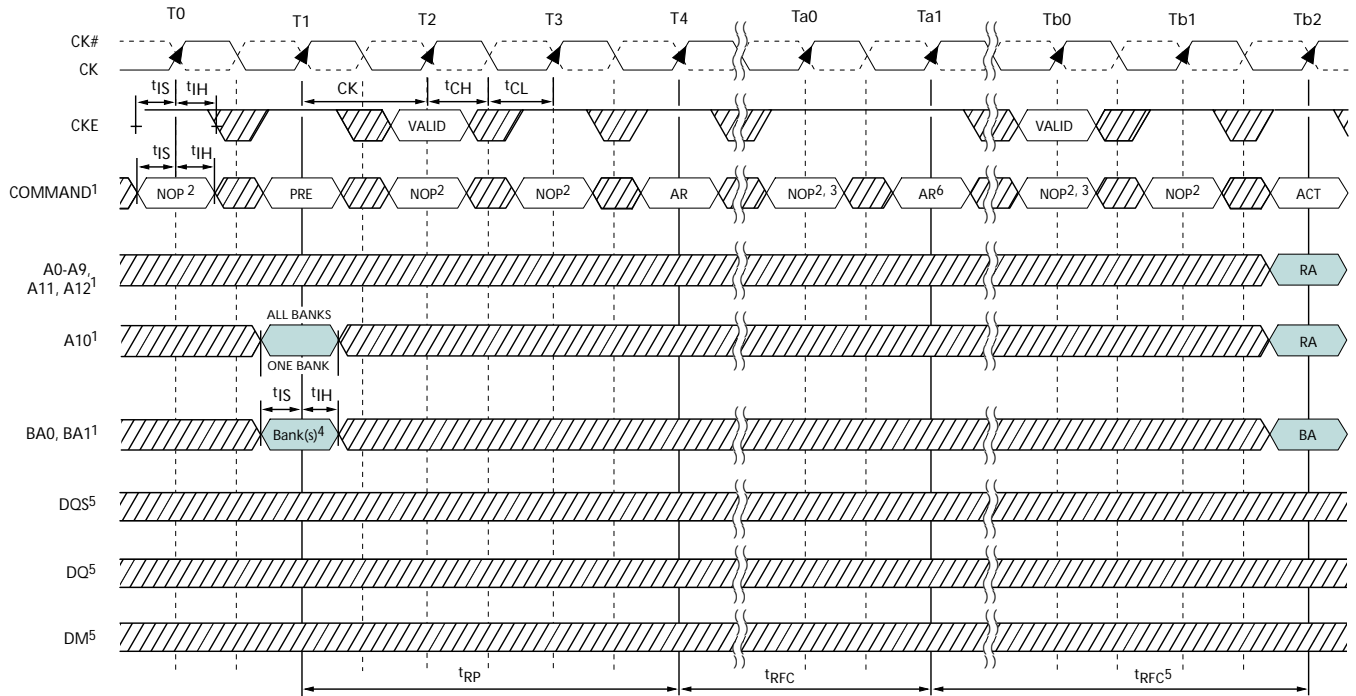 T0 T1 T2 T3 T4 Ta0 Ta1 Tb0 Tb1 Tb2
CK#
CK
tIS tIH CK tCH tCL
CKE VALID VALID
tIS tIH
COMMAND1 NOP2 PRE NOP2 NOP2 AR NOP2, 3 AR6 NOP2, 3 NOP2 ACT
A0-A9,
A11, A121 RA
ALL BANKS
A101 RA
ONE BANK
tIS tIH
BA0, BA11 Bank(s)4 BA
DQS5
DQ5
DM5
tRP tRFC tRFC5